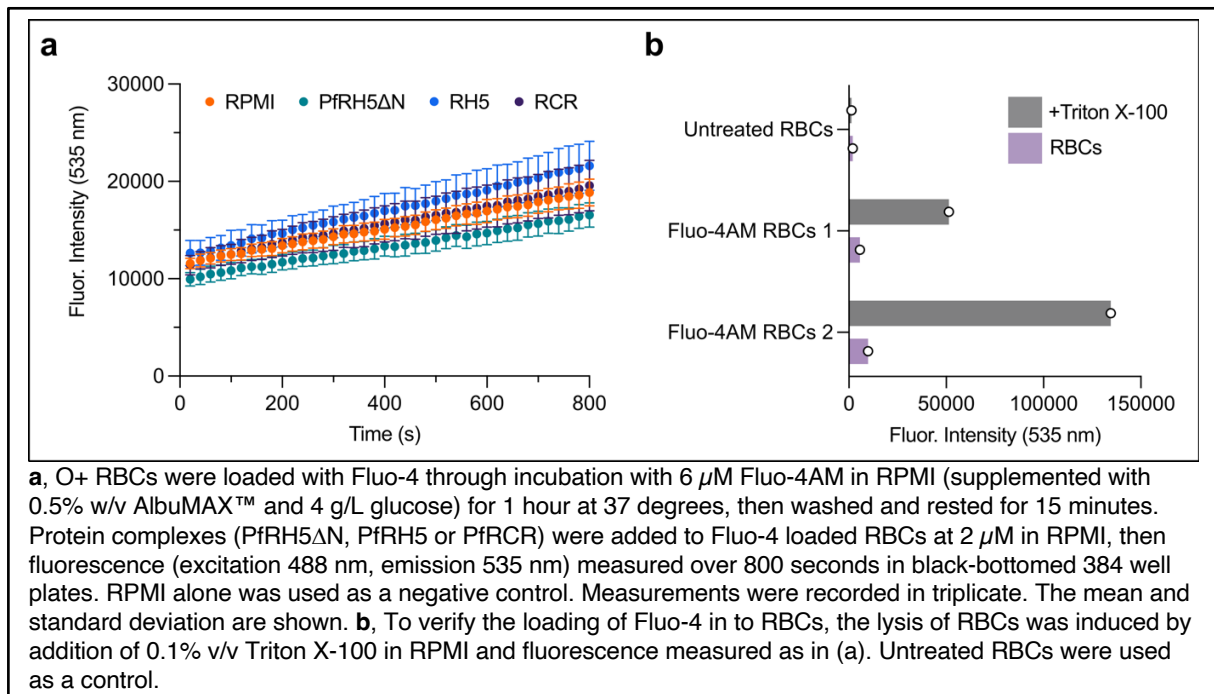 a
30000
20000
10000
0
Fluor. Intensity (535 nm)
RPMI PfRH5ΔN RH5 RCR
0 200 400 600 800
Time (s)
b
+Triton X-100
RBCs
Untreated RBCs
Fluo-4AM RBCs 1
Fluo-4AM RBCs 2
0 50000 100000 150000
Fluor. Intensity (535 nm)
a, O+ RBCs were loaded with Fluo-4 through incubation with 6 µM Fluo-4AM in RPMI (supplemented with
0.5% w/v AlbuMAX™ and 4 g/L glucose) for 1 hour at 37 degrees, then washed and rested for 15 minutes.
Protein complexes (PfRH5ΔN, PfRH5 or PfRCR) were added to Fluo-4 loaded RBCs at 2 µM in RPMI, then
fluorescence (excitation 488 nm, emission 535 nm) measured over 800 seconds in black-bottomed 384 well
plates. RPMI alone was used as a negative control. Measurements were recorded in triplicate. The mean and
standard deviation are shown. b, To verify the loading of Fluo-4 in to RBCs, the lysis of RBCs was induced by
addition of 0.1% v/v Triton X-100 in RPMI and fluorescence measured as in (a). Untreated RBCs were used
as a control.